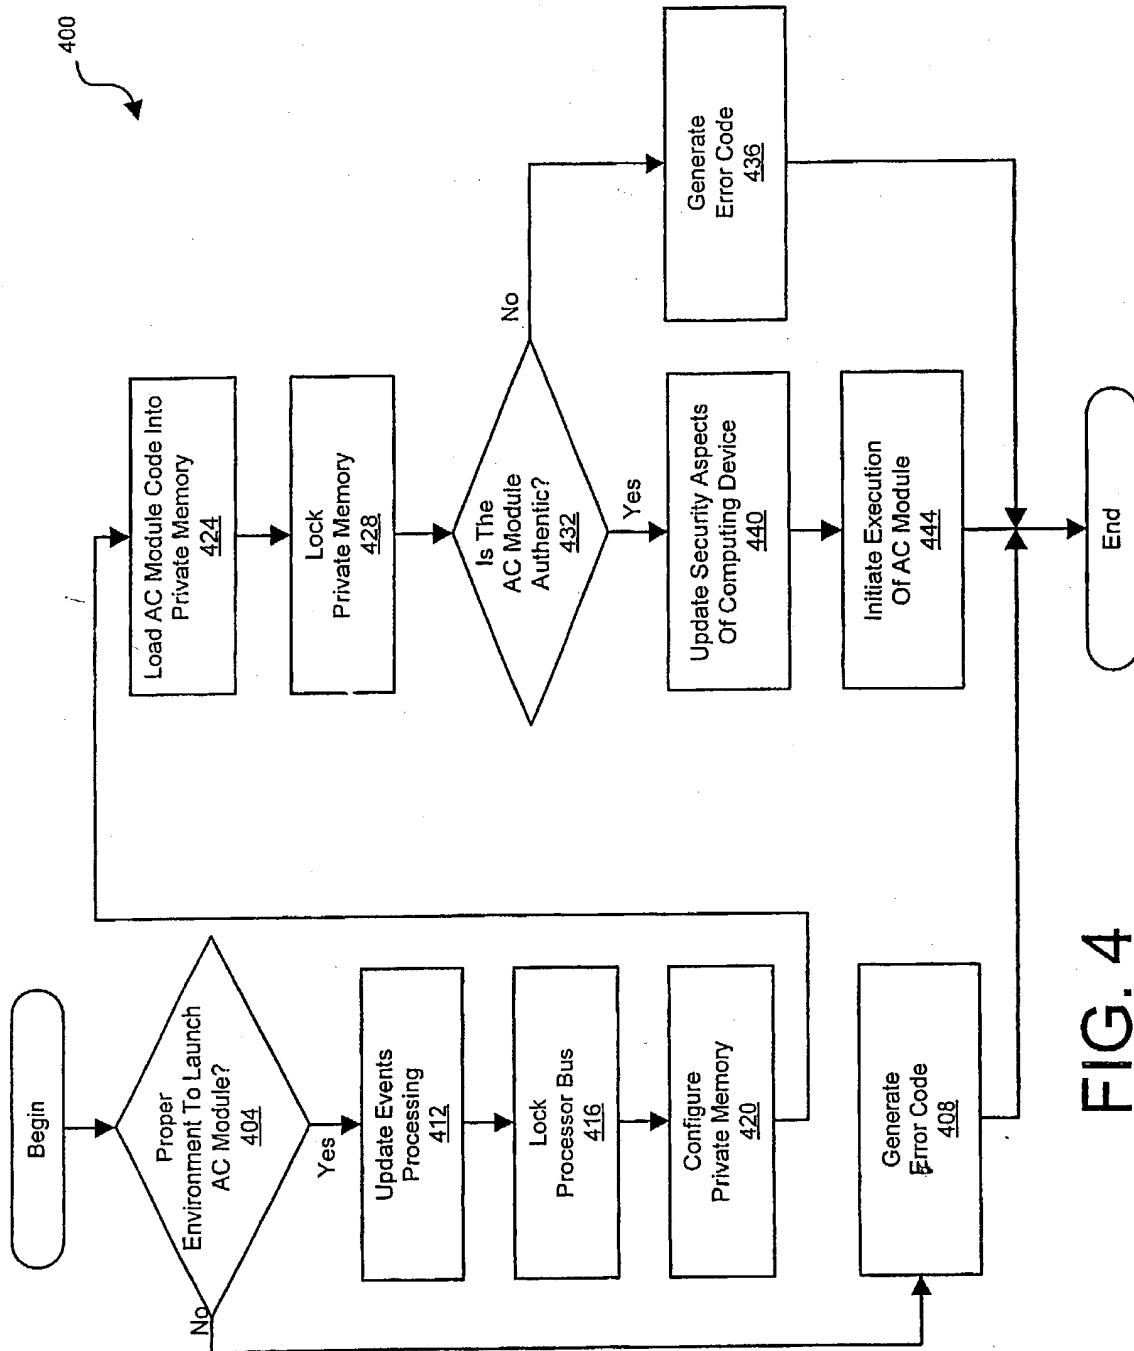 400
Begin
Proper
Environment To Launch
AC Module?
404
No
Yes
Update Events
Processing
412
Lock
Processor Bus
416
Configure
Private Memory
420
Generate
Error Code
408
Load AC Module Code Into
Private Memory
424
Lock
Private Memory
428
Is The
AC Module
Authentic?
432
No
Yes
Generate
Error Code
436
Update Security Aspects
Of Computing Device
440
Initiate Execution
Of AC Module
444
End
FIG. 4